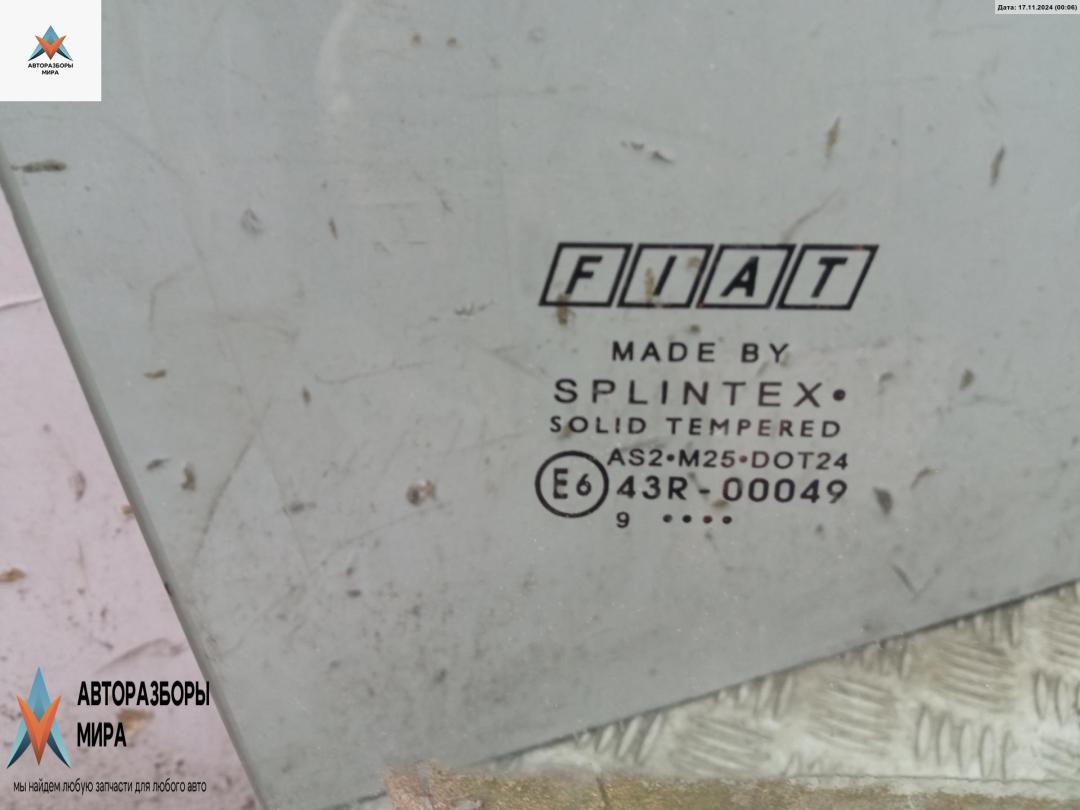 АВТОРАЗБОРЫ
МИРА
Дата: 17.11.2024 (00:06)
FIAT
MADE BY
SPLINTEX•
SOLID TEMPERED
AS2•M25•DOT24
E6 43R-00049
9 ••••
АВТОРАЗБОРЫ
МИРА
мы найдем любую запчасти для любого авто